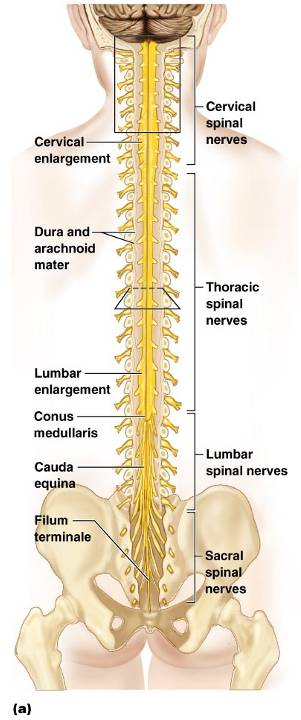 Cervical
spinal
nerves
Cervical
enlargement
Dura and
arachnoid
mater
Thoracic
spinal
nerves
Lumbar
enlargement
Conus
medullaris
Lumbar
spinal nerves
Cauda
equina
Filum
terminale
Sacral
spinal
nerves
(a)